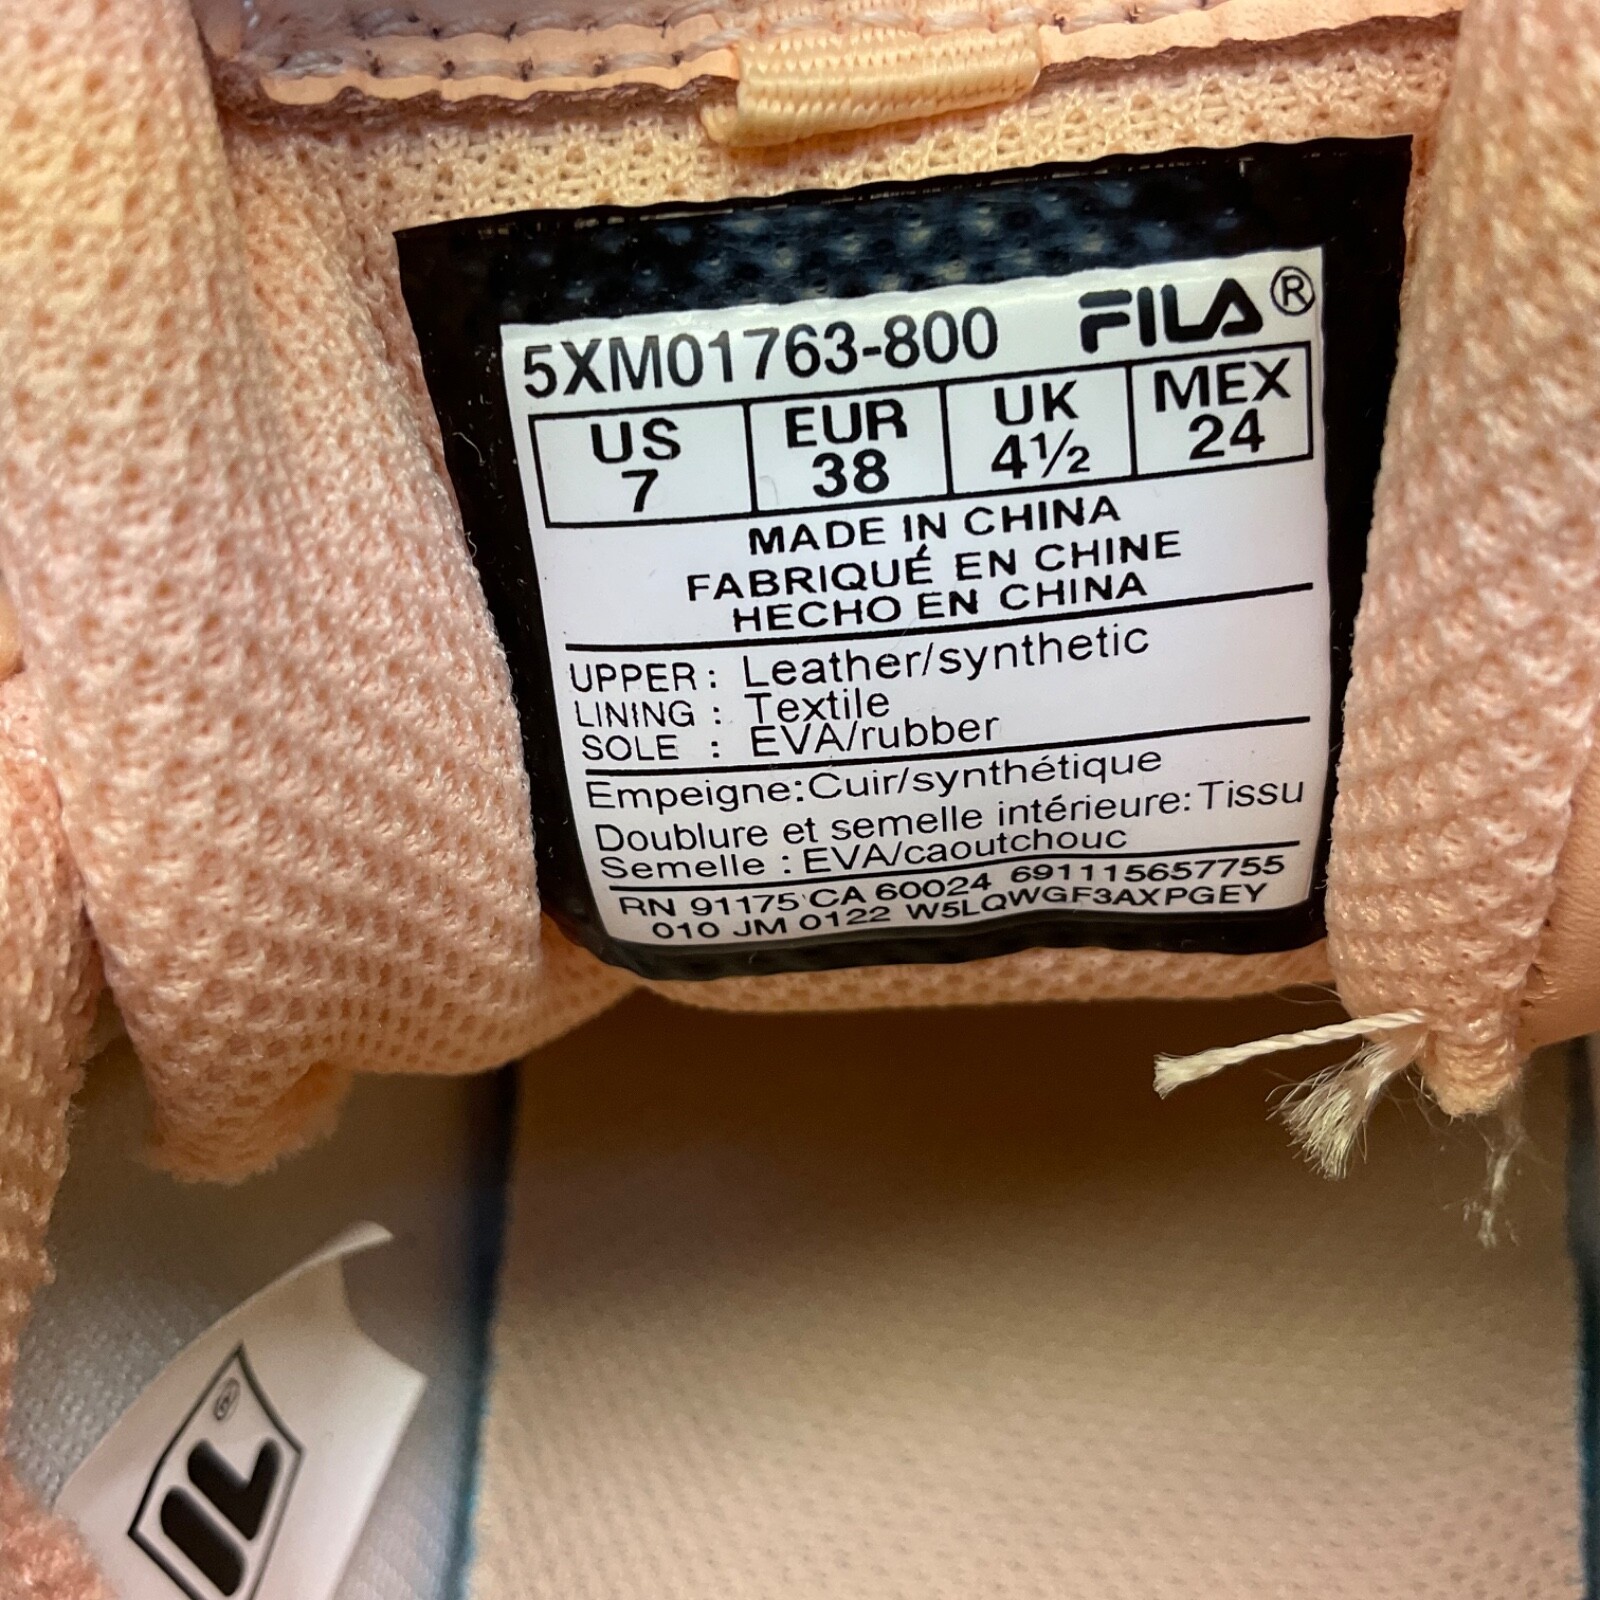 5XM01763-800 FILA®
US EUR UK MEX
7 38 4½ 24
MADE IN CHINA
FABRIQUÉ EN CHINE
HECHO EN CHINA
UPPER : Leather/synthetic
LINING : Textile
SOLE : EVA/rubber
Empeigne:Cuir/synthétique
Doublure et semelle intérieure:Tissu
Semelle :EVA/caoutchouc
RN 91175 CA 60024 691115657755
010 JM 0122 W5LQWGF3AXPGEY
IL®